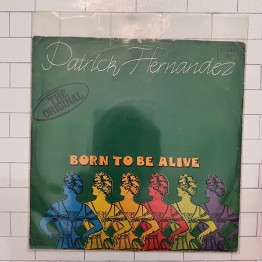 Patrick Hernandez
THE
ORIGINAL
BORN TO BE ALIVE